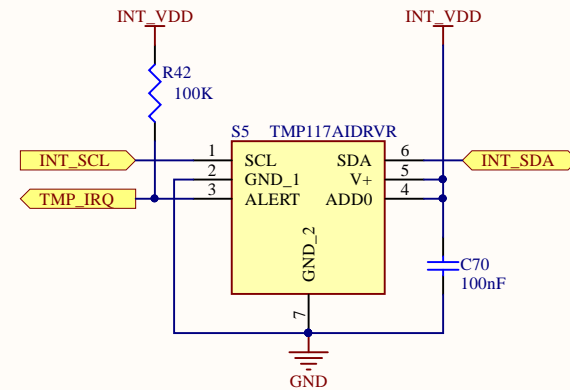 INT_VDD
INT_VDD
R42
100K
S5 TMP117AIDRVR
INT_SCL
1
SCL
SDA
6
INT_SDA
2
GND_1
V+
5
TMP_IRQ
3
ALERT
ADD0
4
GND_2
7
C70
100nF
GND